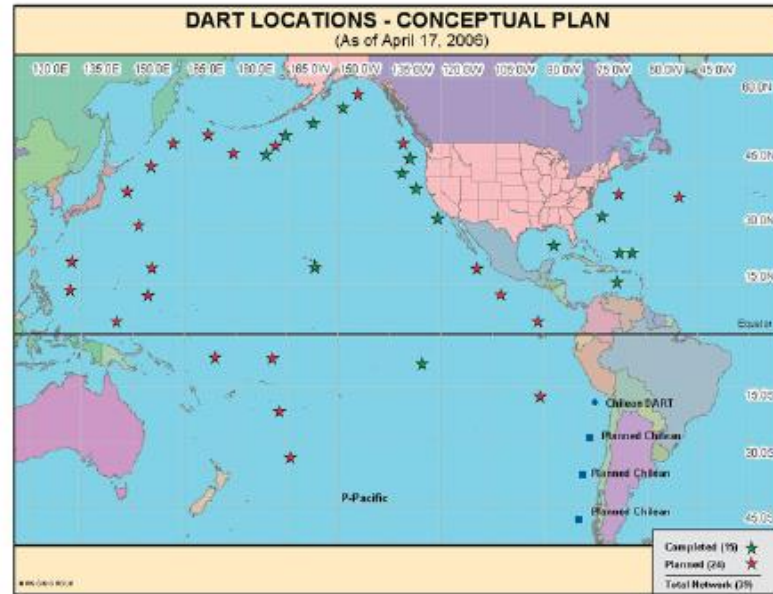 DART LOCATIONS - CONCEPTUAL PLAN
(As of April 17, 2006)
120.0E 135.0E 150.0E 165.0E 180.0E 165.0W 150.0W 135.0W 120.0W 105.0W 90.0W 75.0W 60.0W 45.0W
60.0N
45.0N
30.0N
15.0N
Equator
15.0S
Chilean DART
Planned Chilean
30.0S
Planned Chilean
P-Pacific
Planned Chilean
45.0S
Completed (15)
Planned (24)
Total Network (39)